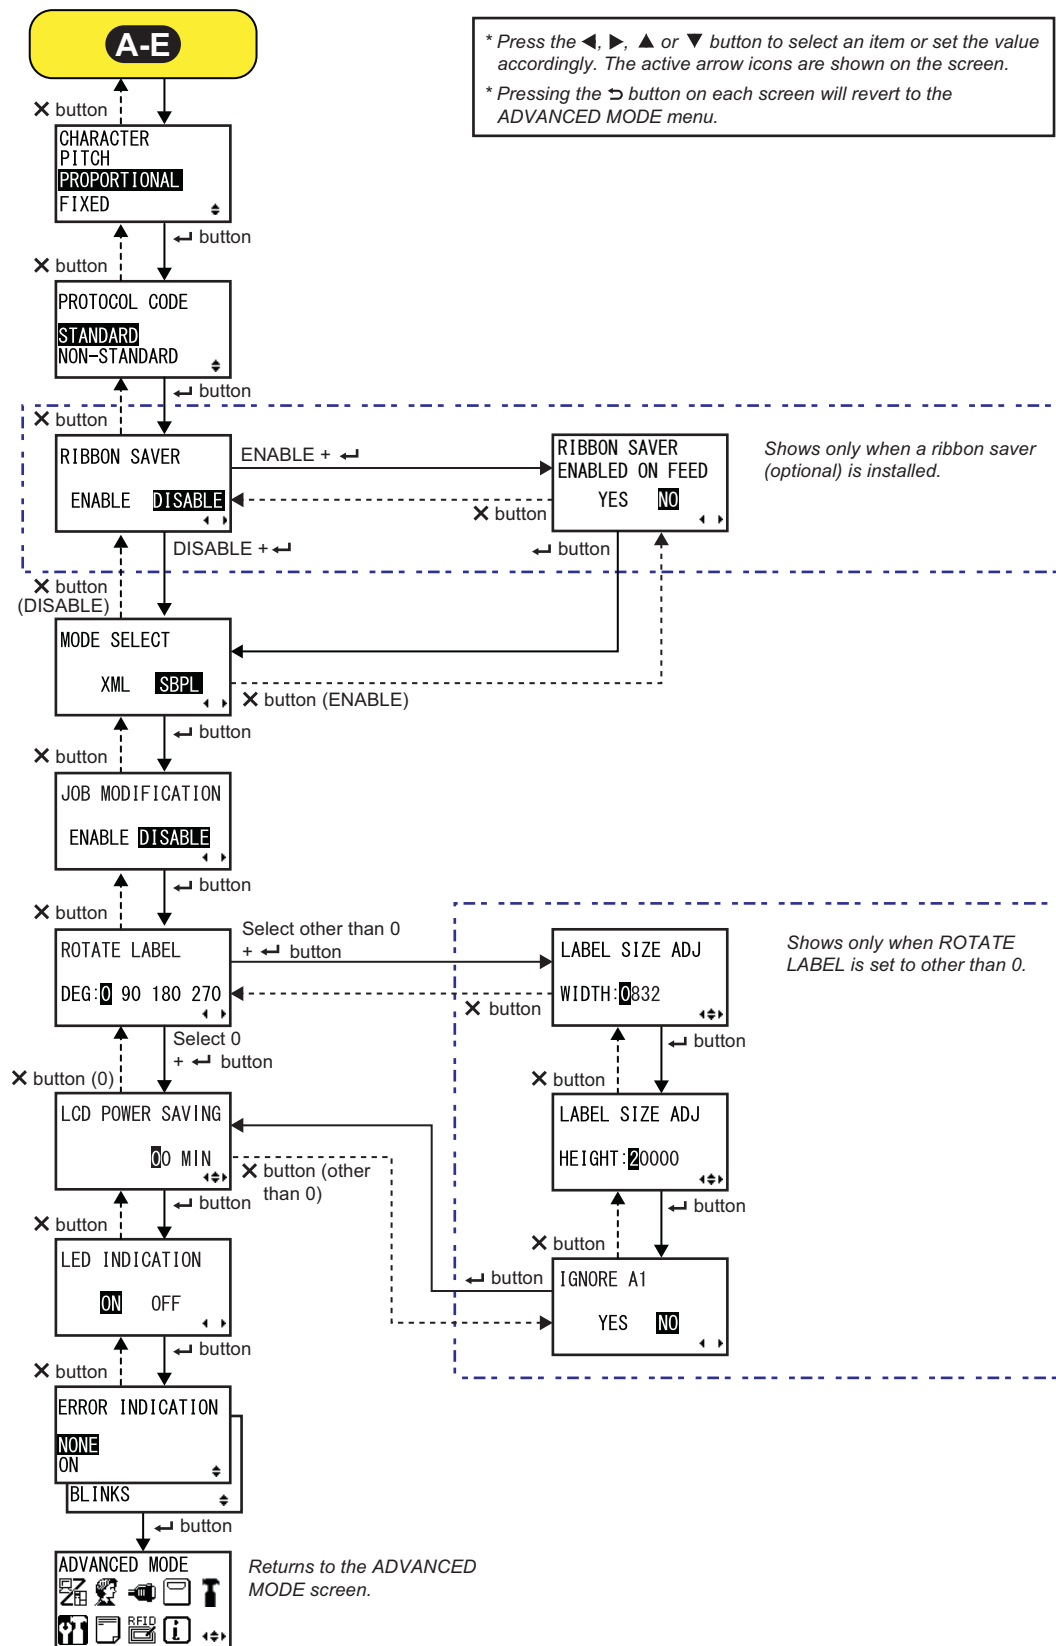 A-E
* Press the ◀, ▶, ▲ or ▼ button to select an item or set the value
accordingly. The active arrow icons are shown on the screen.
* Pressing the ⮌ button on each screen will revert to the
ADVANCED MODE menu.
✕ button
CHARACTER
PITCH
PROPORTIONAL
FIXED
↵ button
✕ button
PROTOCOL CODE
STANDARD
NON-STANDARD
↵ button
✕ button
RIBBON SAVER
ENABLE DISABLE
ENABLE + ↵
✕ button
RIBBON SAVER
ENABLED ON FEED
YES NO
Shows only when a ribbon saver
(optional) is installed.
DISABLE + ↵
↵ button
✕ button
(DISABLE)
MODE SELECT
XML SBPL
✕ button (ENABLE)
↵ button
✕ button
JOB MODIFICATION
ENABLE DISABLE
↵ button
✕ button
ROTATE LABEL
DEG:0 90 180 270
Select other than 0
+ ↵ button
✕ button
LABEL SIZE ADJ
WIDTH:0832
Shows only when ROTATE
LABEL is set to other than 0.
Select 0
+ ↵ button
↵ button
✕ button (0)
✕ button
LCD POWER SAVING
00 MIN
✕ button (other
than 0)
LABEL SIZE ADJ
HEIGHT:20000
↵ button
↵ button
✕ button
✕ button
LED INDICATION
ON OFF
↵ button
IGNORE A1
YES NO
↵ button
✕ button
ERROR INDICATION
NONE
ON
BLINKS
↵ button
ADVANCED MODE
RFID
i
Returns to the ADVANCED
MODE screen.